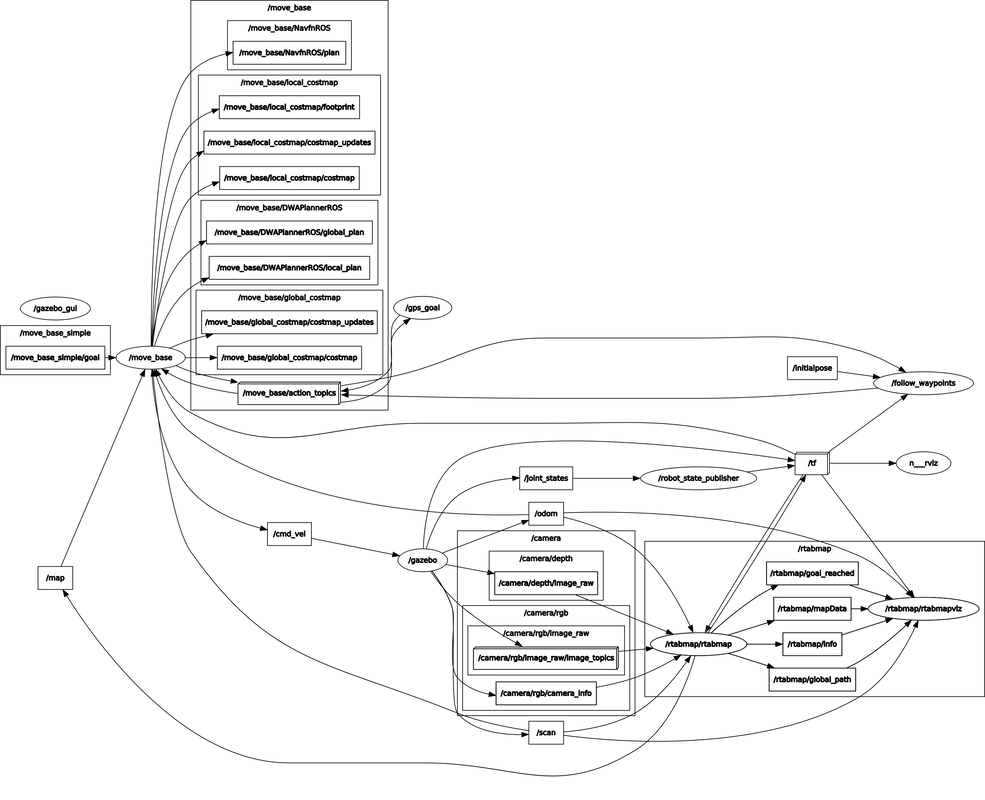 /move_base
/move_base/NavfnROS
/move_base/NavfnROS/plan
/move_base/local_costmap
/move_base/local_costmap/footprint
/move_base/local_costmap/costmap_updates
/move_base/local_costmap/costmap
/move_base/DWAPlannerROS
/move_base/DWAPlannerROS/global_plan
/move_base/DWAPlannerROS/local_plan
/move_base/global_costmap
/move_base/global_costmap/costmap_updates
/move_base/global_costmap/costmap
/move_base/action_topics
/gazebo_gui
/move_base_simple
/move_base_simple/goal
/move_base
/gps_goal
/initialpose
/follow_waypoints
/tf
n___rviz
/joint_states
/robot_state_publisher
/odom
/cmd_vel
/gazebo
/map
/camera
/camera/depth
/camera/depth/image_raw
/camera/rgb
/camera/rgb/image_raw
/camera/rgb/image_raw/image_topics
/camera/rgb/camera_info
/scan
/rtabmap
/rtabmap/goal_reached
/rtabmap/mapData
/rtabmap/info
/rtabmap/global_path
/rtabmap/rtabmap
/rtabmap/rtabmapviz